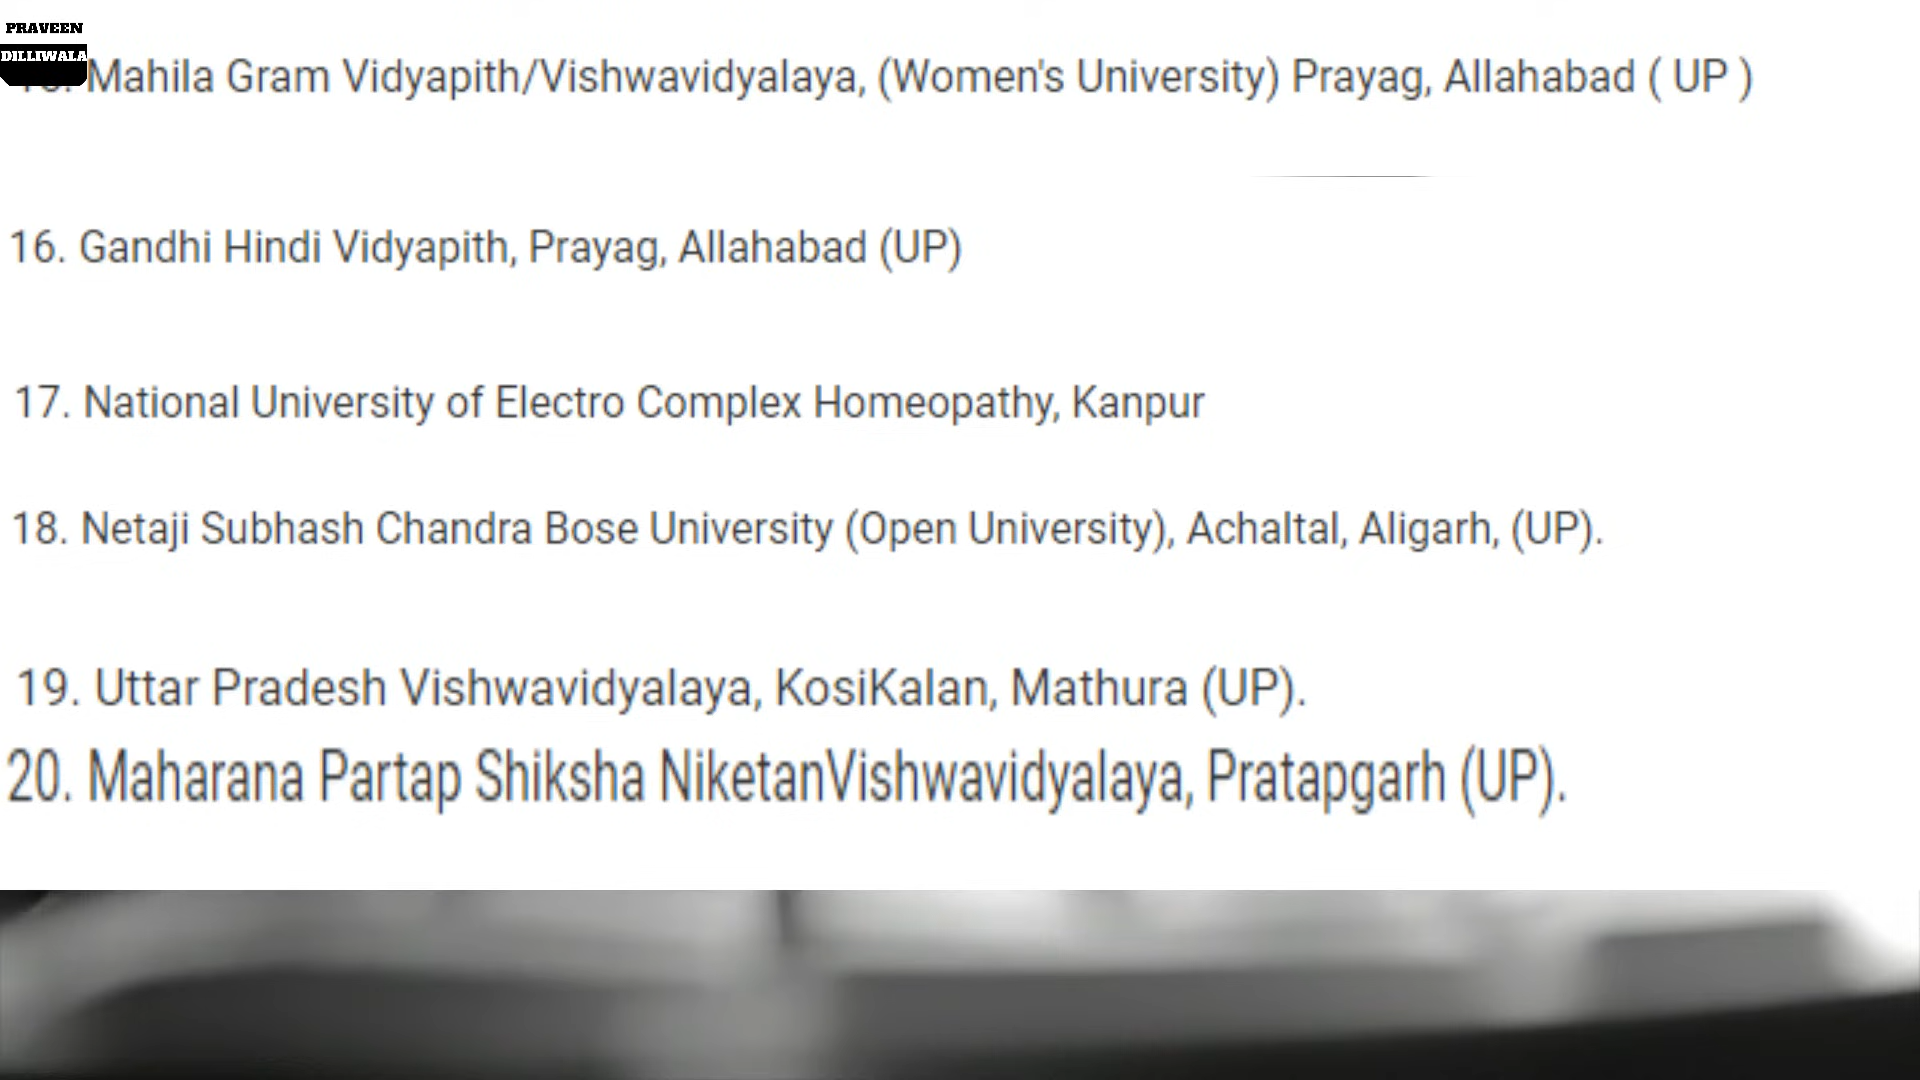 PRAVEEN
DILLIWALA
Mahila Gram Vidyapith/Vishwavidyalaya, (Women's University) Prayag, Allahabad ( UP )
16. Gandhi Hindi Vidyapith, Prayag, Allahabad (UP)
17. National University of Electro Complex Homeopathy, Kanpur
18. Netaji Subhash Chandra Bose University (Open University), Achaltal, Aligarh, (UP).
19. Uttar Pradesh Vishwavidyalaya, KosiKalan, Mathura (UP).
20. Maharana Partap Shiksha NiketanVishwavidyalaya, Pratapgarh (UP).